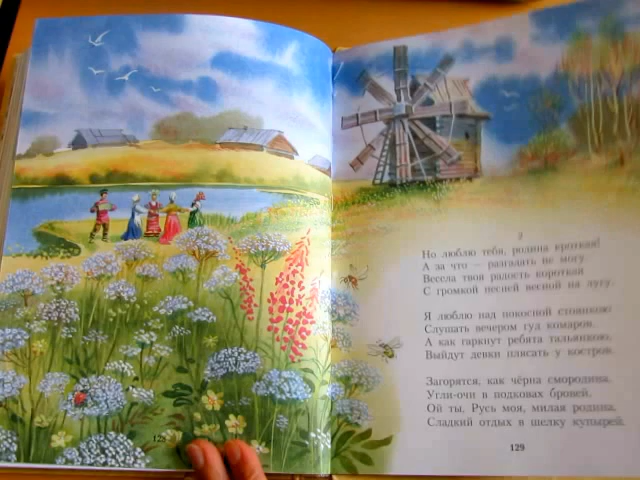 2
Но люблю тебя, родина кроткая!
А за что — разгадать не могу.
Весела твоя радость короткая
С громкой песней весной на лугу.
Я люблю над покосной стоянкою
Слушать вечером гуд комаров.
А как гаркнут ребята тальянкою,
Выйдут девки плясать у костров.
Загорятся, как чёрна смородина,
Угли-очи в подковах бровей.
Ой ты, Русь моя, милая родина,
Сладкий отдых в шелку купырей.
128
129